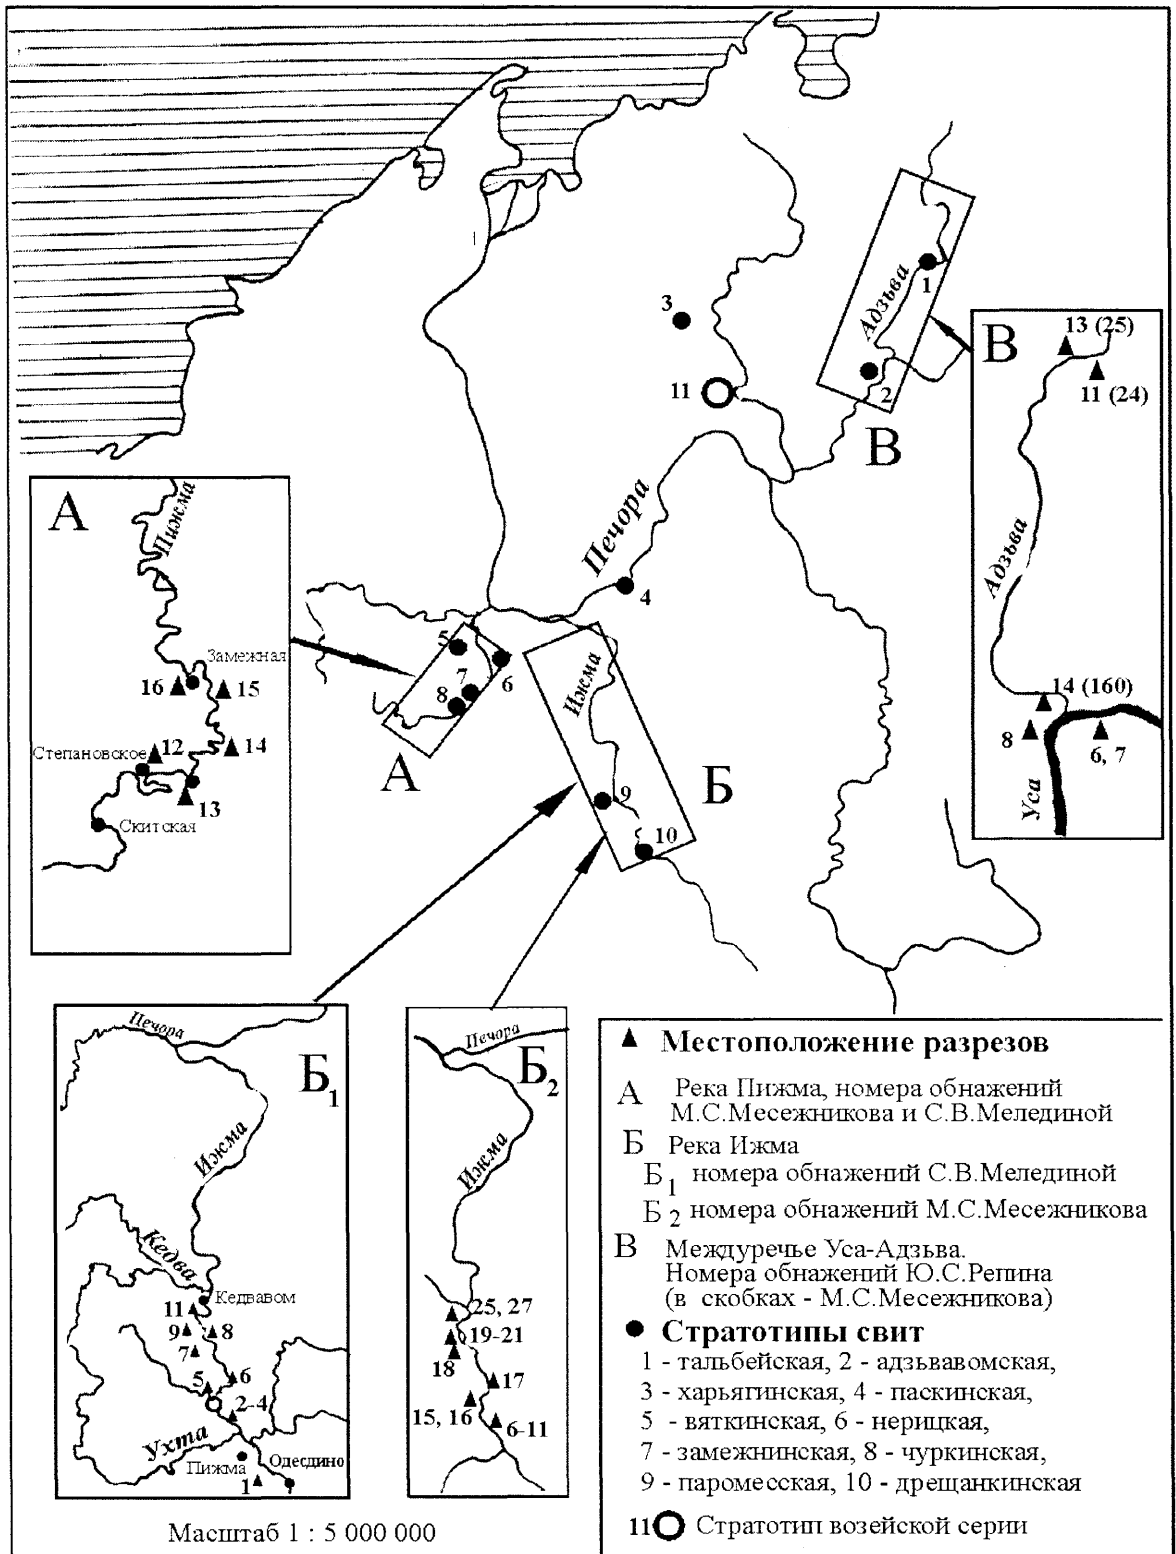 Адзьва
1
2
3
11
В
В
13 (25)
11 (24)
Адзьва
14 (160)
8
6, 7
Уса
Печора
4
А
Пижма
Замежная
16
15
Степановское
12
14
13
Скитская
5
6
7
8
А
Ижма
Б
9
10
Печора
Б1
Ижма
Кедва
Кедвавом
11
9
8
7
6
5
2-4
Ухта
Пижма
Одесдино
1
Печора
Б2
Ижма
25, 27
19-21
18
17
15, 16
6-11
Масштаб 1 : 5 000 000
▲ Местоположение разрезов
А Река Пижма, номера обнажений
М.С.Месежникова и С.В.Мелединой
Б Река Ижма
Б1 номера обнажений С.В.Мелединой
Б2 номера обнажений М.С.Месежникова
В Междуречье Уса-Адзьва.
Номера обнажений Ю.С.Репина
(в скобках - М.С.Месежникова)
● Стратотипы свит
1 - тальбейская, 2 - адзьвавомская,
3 - харьягинская, 4 - паскинская,
5 - вяткинская, 6 - нерицкая,
7 - замежнинская, 8 - чуркинская,
9 - паромесская, 10 - дрещанкинская
11 Стратотип возейской серии